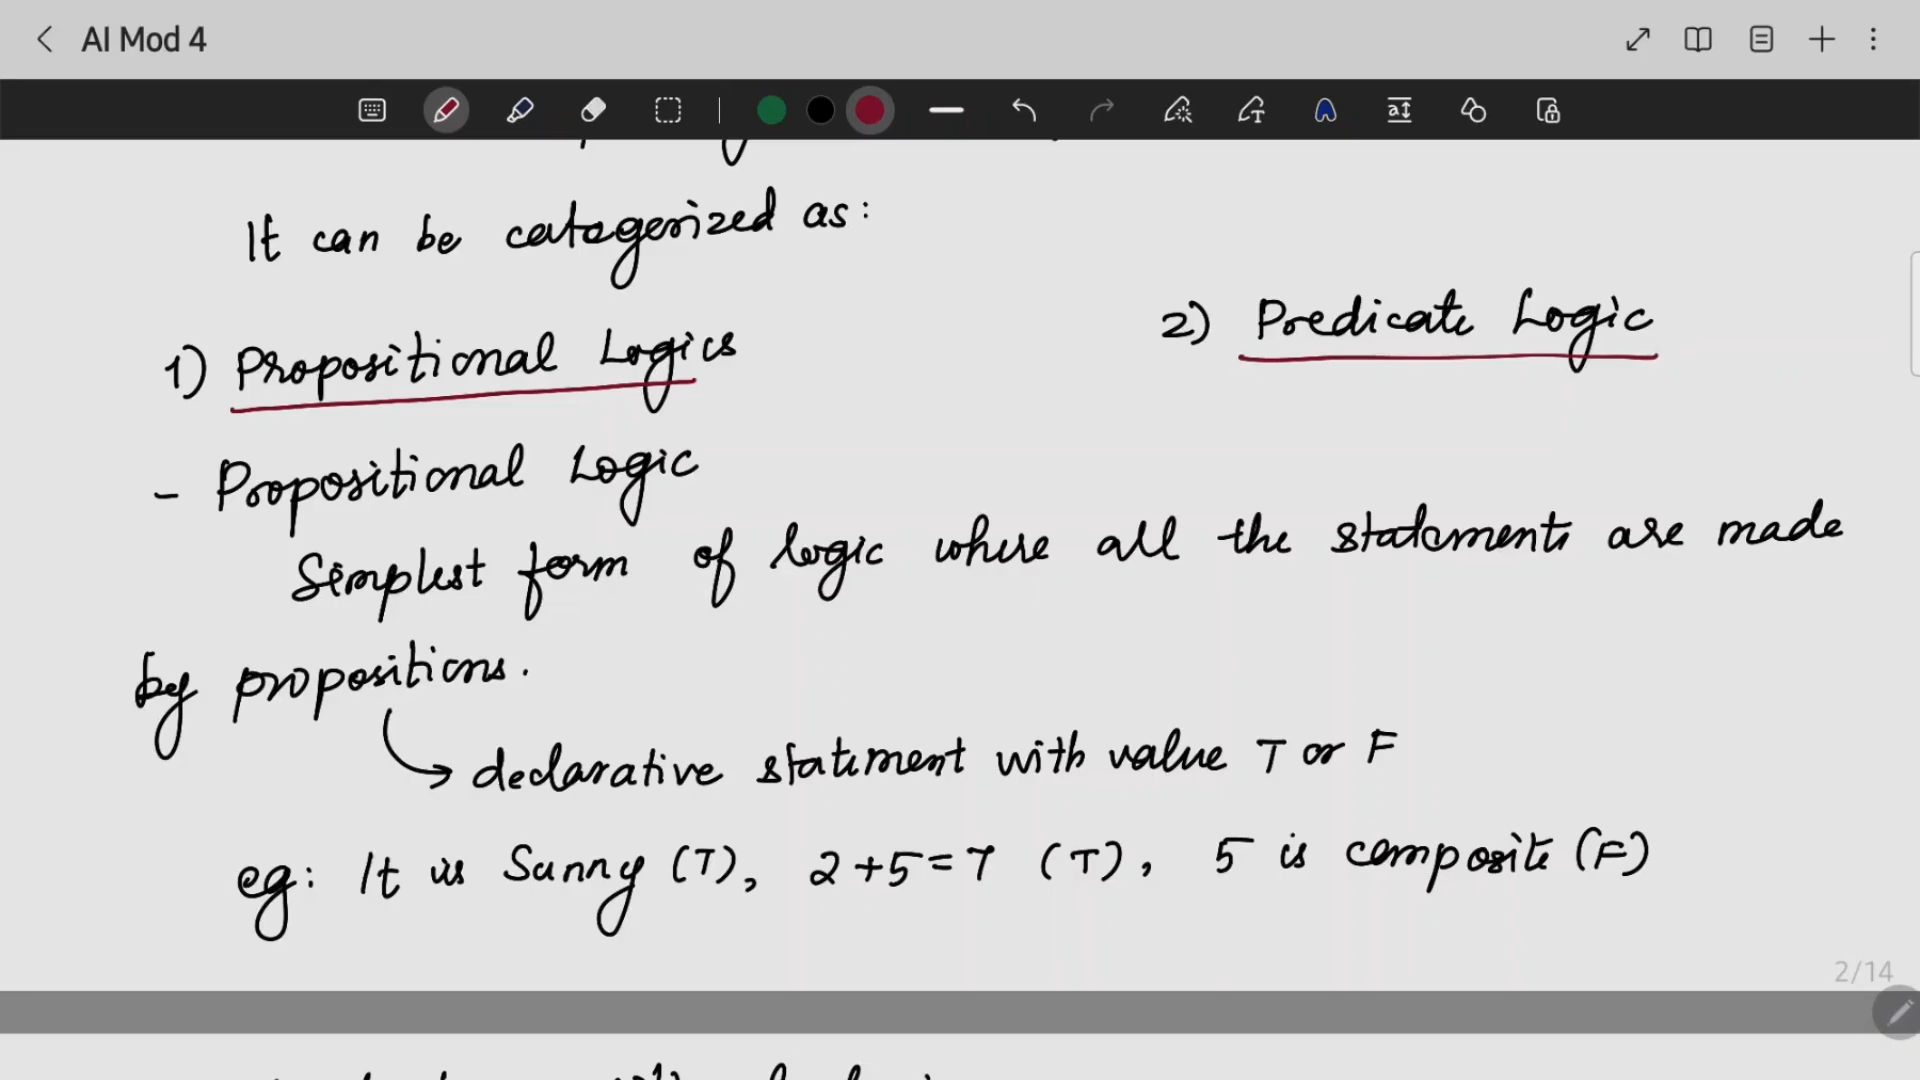 AI Mod 4
It can be catagorized as:
1) Propositional Logics
2) Predicate Logic
- Propositional Logic
Simplest form of logic where all the statements are made
by propositions.
declarative statement with value T or F
eg: It is Sunny (T), 2+5=7 (T), 5 is composite (F)
2/14